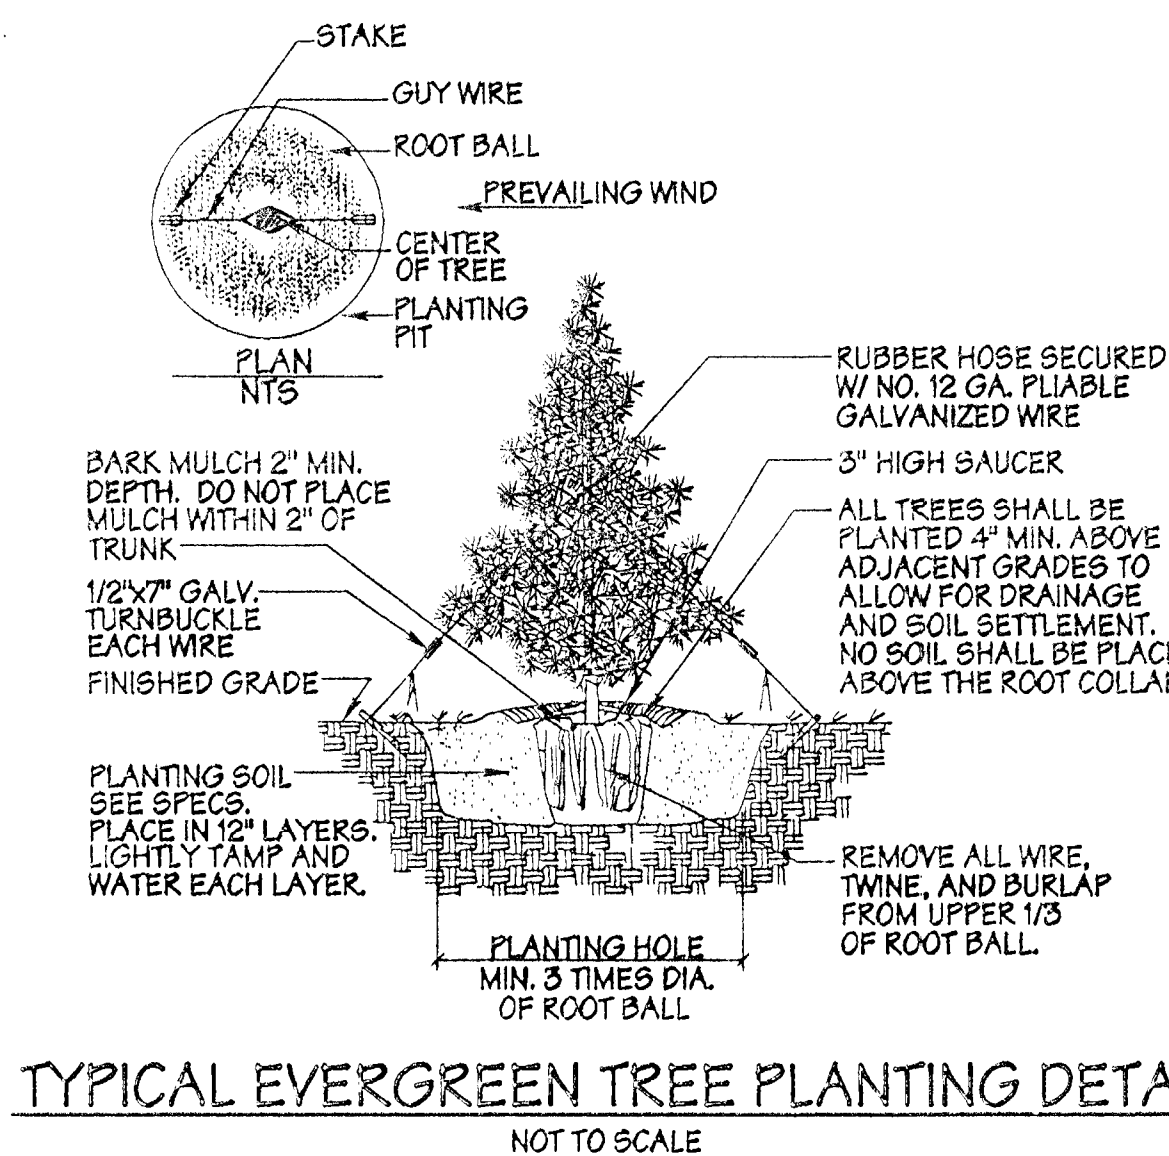 STAKE
GUY WIRE
ROOT BALL
PREVAILING WIND
CENTER
OF TREE
PLANTING
PIT
PLAN
NTS
RUBBER HOSE SECURED
W/ NO. 12 GA. PLIABLE
GALVANIZED WIRE
3" HIGH SAUCER
ALL TREES SHALL BE
PLANTED 4" MIN. ABOVE
ADJACENT GRADES TO
ALLOW FOR DRAINAGE
AND SOIL SETTLEMENT.
NO SOIL SHALL BE PLAC
ABOVE THE ROOT COLLA
BARK MULCH 2" MIN.
DEPTH. DO NOT PLACE
MULCH WITHIN 2" OF
TRUNK
1/2"x7" GALV.
TURNBUCKLE
EACH WIRE
FINISHED GRADE
PLANTING SOIL
SEE SPECS.
PLACE IN 12" LAYERS.
LIGHTLY TAMP AND
WATER EACH LAYER.
REMOVE ALL WIRE,
TWINE, AND BURLAP
FROM UPPER 1/3
OF ROOT BALL.
PLANTING HOLE
MIN. 3 TIMES DIA.
OF ROOT BALL
TYPICAL EVERGREEN TREE PLANTING DETA
NOT TO SCALE